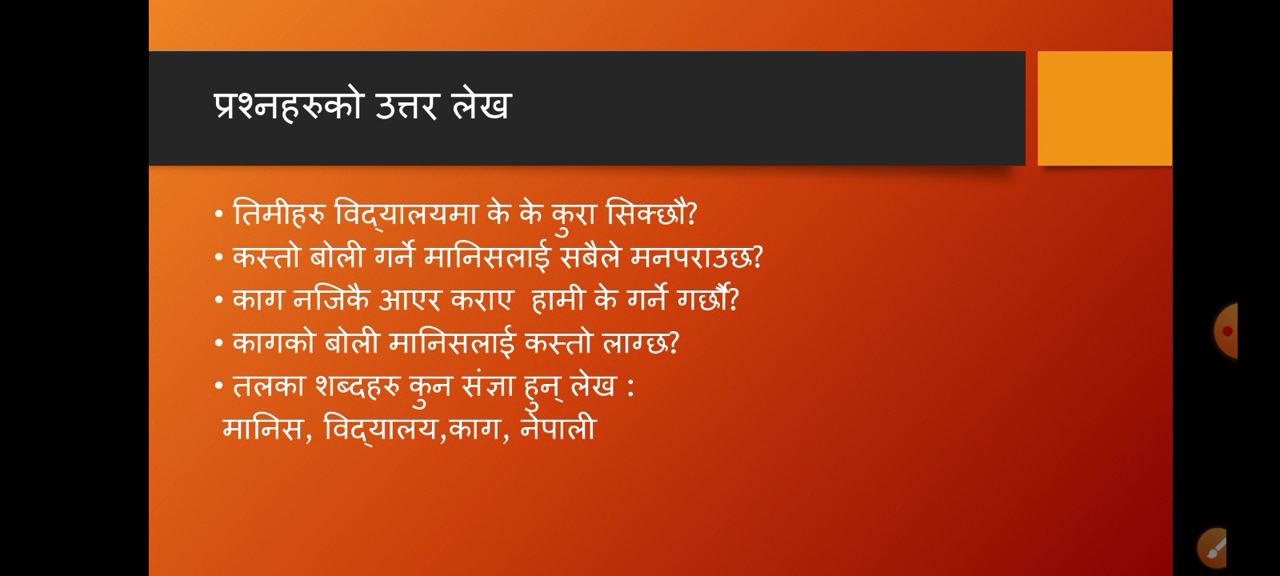 प्रश्नहरुको उत्तर लेख
• तिमीहरु विद्यालयमा के के कुरा सिक्छौ?
• कस्तो बोली गर्ने मानिसलाई सबैले मनपराउछ?
• काग नजिकै आएर कराए  हामी के गर्ने गर्छौं?
• कागको बोली मानिसलाई कस्तो लाग्छ?
• तलका शब्दहरु कुन संज्ञा हुन् लेख :
मानिस, विद्यालय,काग, नेपाली